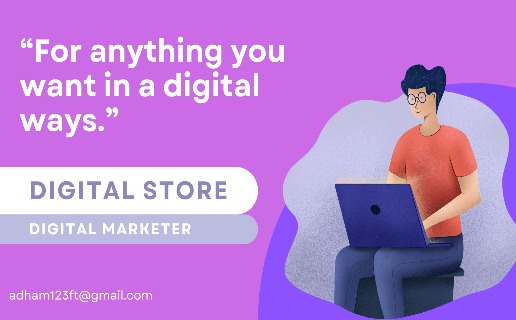 “For anything you
want in a digital
ways.”
DIGITAL STORE
DIGITAL MARKETER
adham123ft@gmail.com